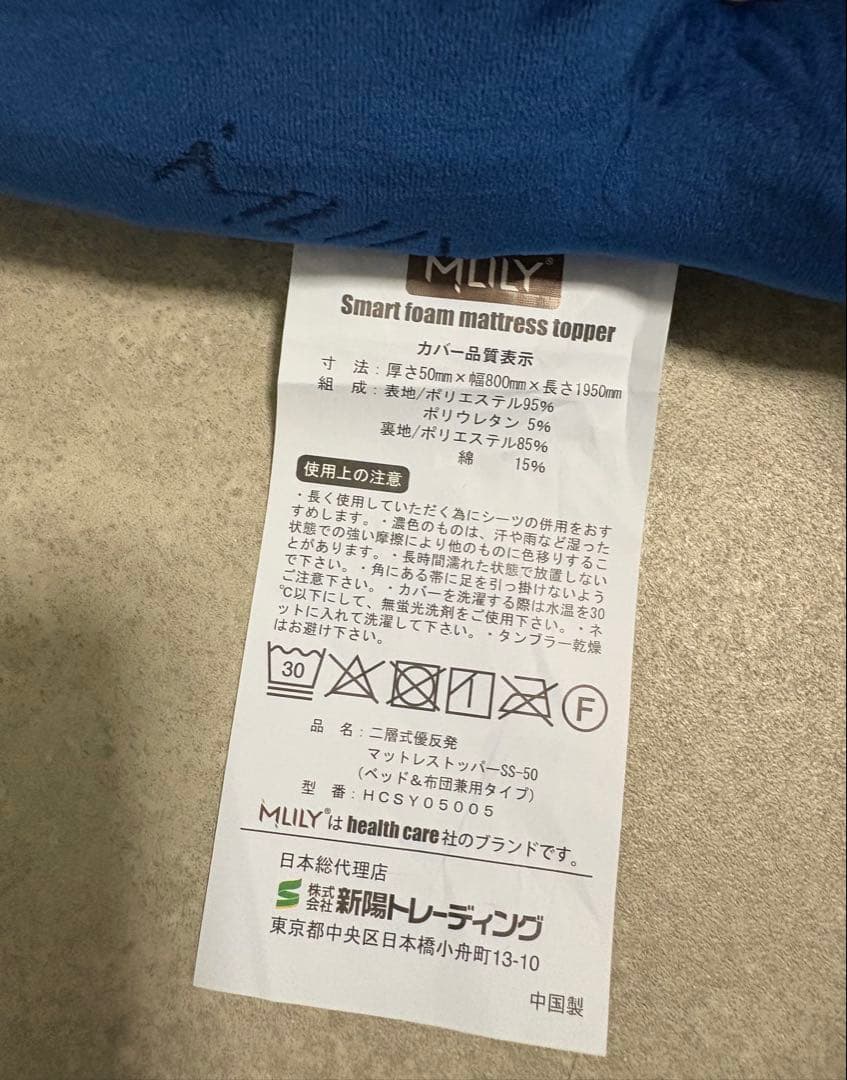 MLILY®
Smart foam mattress topper
カバー品質表示
寸 法：厚さ50mm×幅800mm×長さ1950mm
組 成：表地/ポリエステル95%
ポリウレタン 5%
裏地/ポリエステル85%
綿 15%
使用上の注意
・長く使用していただく為にシーツの併用をおす
すめします。・濃色のものは、汗や雨など湿った
状態での強い摩擦により他のものに色移りするこ
とがあります。・長時間濡れた状態で放置しない
で下さい。・角にある帯に足を引っ掛けないよう
ご注意下さい。・カバーを洗濯する際は水温を30
℃以下にして、無蛍光洗剤をご使用下さい。・ネ
ットに入れて洗濯して下さい。・タンブラー乾燥
はお避け下さい。
30 F
品 名：二層式優反発
マットレストッパーSS-50
（ベッド&布団兼用タイプ）
型 番：HCSY05005
MLILY®は health care 社のブランドです。
日本総代理店
株式会社 新陽トレーディング
東京都中央区日本橋小舟町13-10
中国製